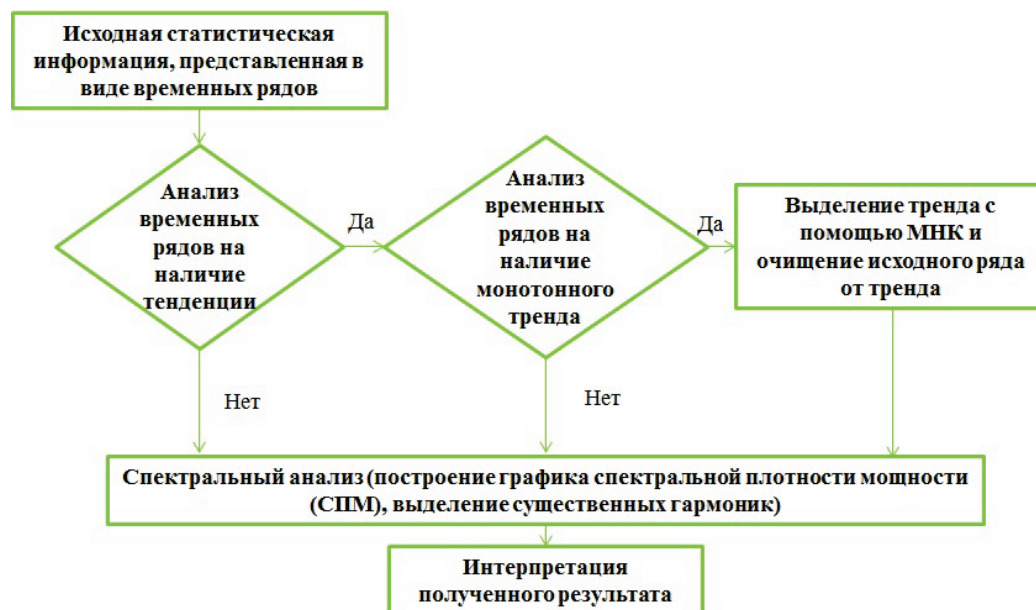 Исходная статистическая
информация, представленная в
виде временных рядов
Анализ
временных
рядов на
наличие
тенденции
Да
Анализ
временных
рядов на
наличие
монотонного
тренда
Да
Выделение тренда с
помощью МНК и
очищение исходного ряда
от тренда
Нет
Нет
Спектральный анализ (построение графика спектральной плотности мощности
(СПМ), выделение существенных гармоник)
Интерпретация
полученного результата